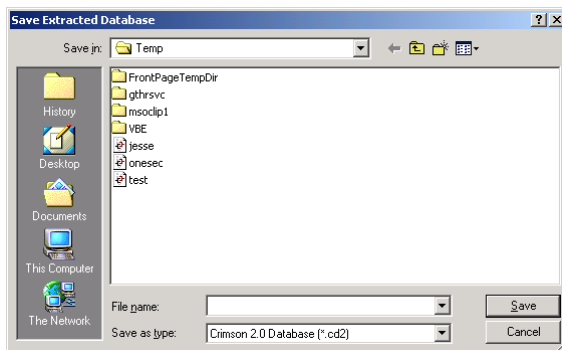 Save Extracted Database
Save in: Temp
FrontPageTempDir
gthrsvc
msoclip1
VBE
jesse
onesec
test
History
Desktop
Documents
This Computer
The Network
File name: Save
Save as type: Crimson 2.0 Database (*.cd2) Cancel